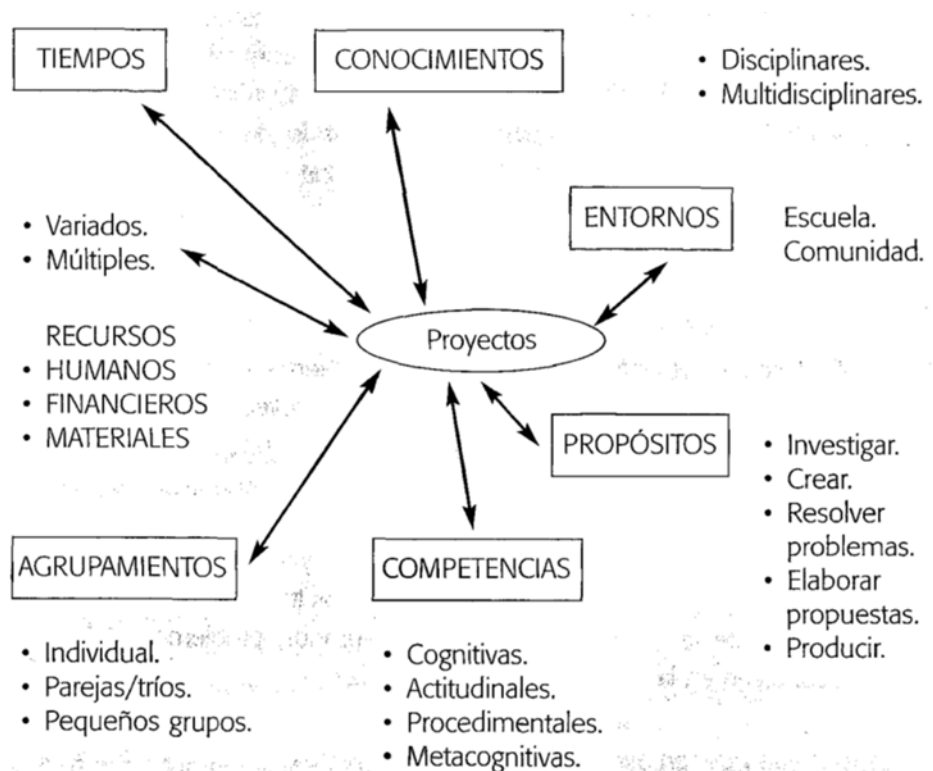 TIEMPOS
CONOCIMIENTOS
• Disciplinares.
• Multidisciplinares.
ENTORNOS
Escuela.
Comunidad.
• Variados.
• Múltiples.
RECURSOS
• HUMANOS
• FINANCIEROS
• MATERIALES
Proyectos
PROPÓSITOS
• Investigar.
• Crear.
• Resolver
problemas.
• Elaborar
propuestas.
• Producir.
AGRUPAMIENTOS
• Individual.
• Parejas/tríos.
• Pequeños grupos.
COMPETENCIAS
• Cognitivas.
• Actitudinales.
• Procedimentales.
• Metacognitivas.